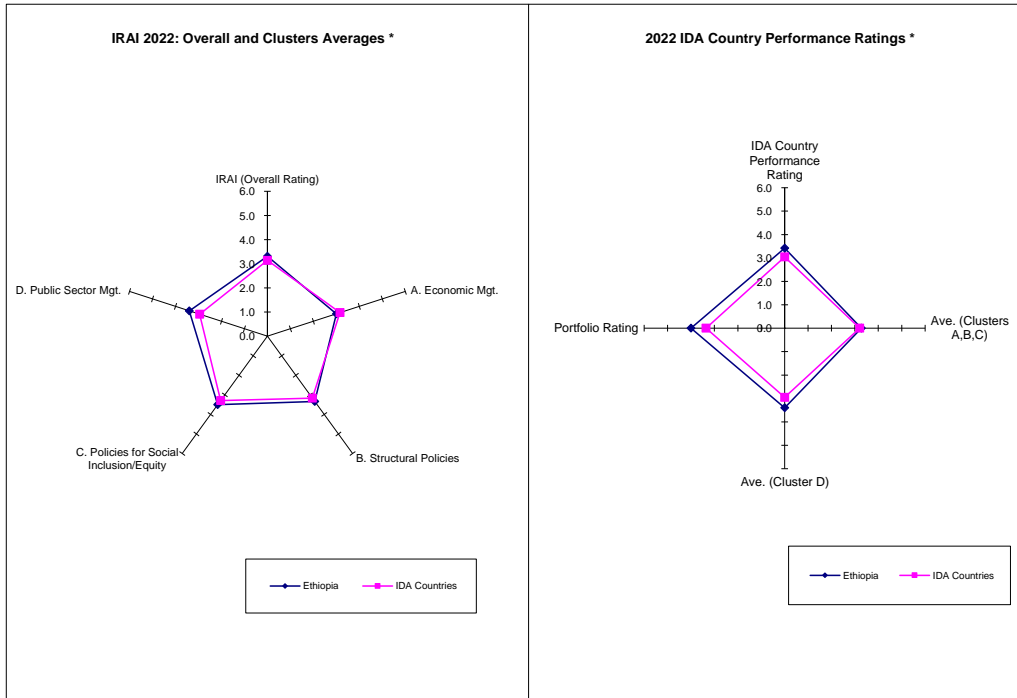 IRAI 2022: Overall and Clusters Averages *
IRAI (Overall Rating)
6.0
5.0
4.0
3.0
2.0
1.0
0.0
A. Economic Mgt.
B. Structural Policies
C. Policies for Social
Inclusion/Equity
D. Public Sector Mgt.
Ethiopia
IDA Countries
2022 IDA Country Performance Ratings *
IDA Country
Performance
Rating
6.0
5.0
4.0
3.0
2.0
1.0
0.0
Ave. (Clusters
A,B,C)
Ave. (Cluster D)
Portfolio Rating
Ethiopia
IDA Countries